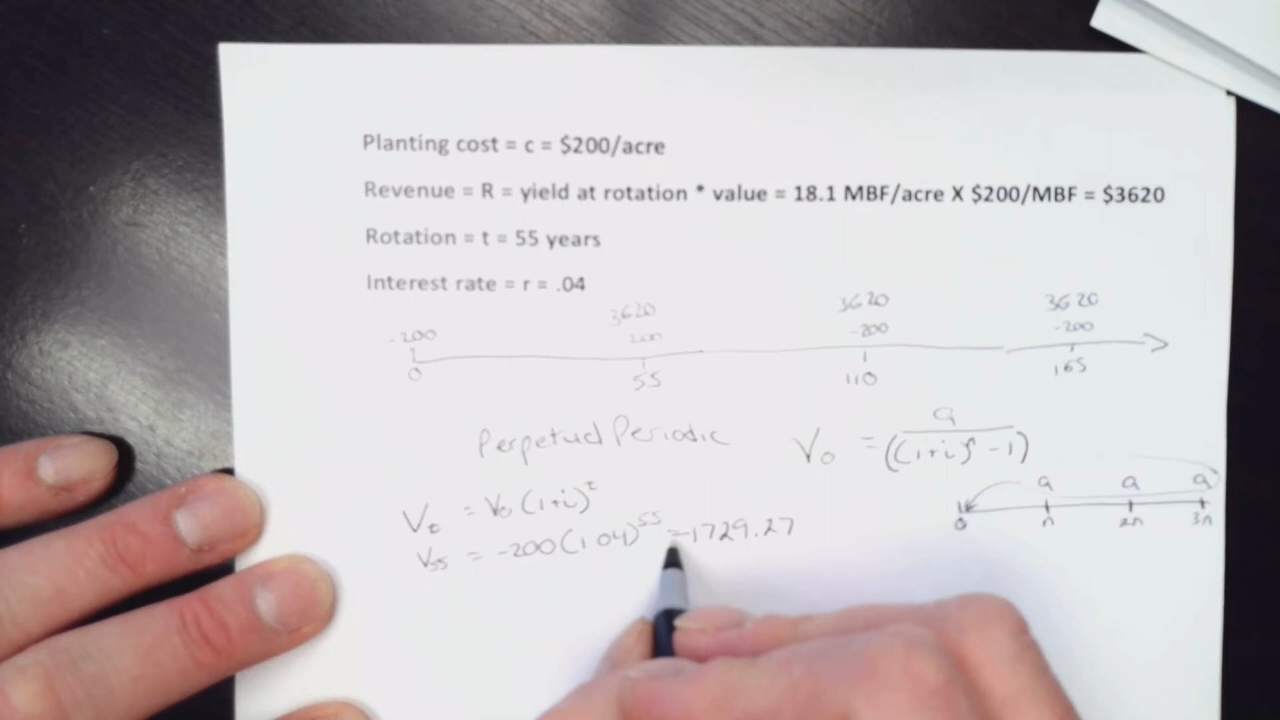 Planting cost = c = $200/acre
Revenue = R = yield at rotation * value = 18.1 MBF/acre X $200/MBF = $3620
Rotation = t = 55 years
Interest rate = r = .04
3620 3620 3620
-200 200 -200 -200
0 55 110 165
Perpetual Periodic V₀ = a / ((1+i)ᵗ - 1)
a a a
0 n 2n 3n
Vₜ = V₀(1+i)ᵗ
V₅₅ = -200(1.04)⁵⁵ = -1729.27